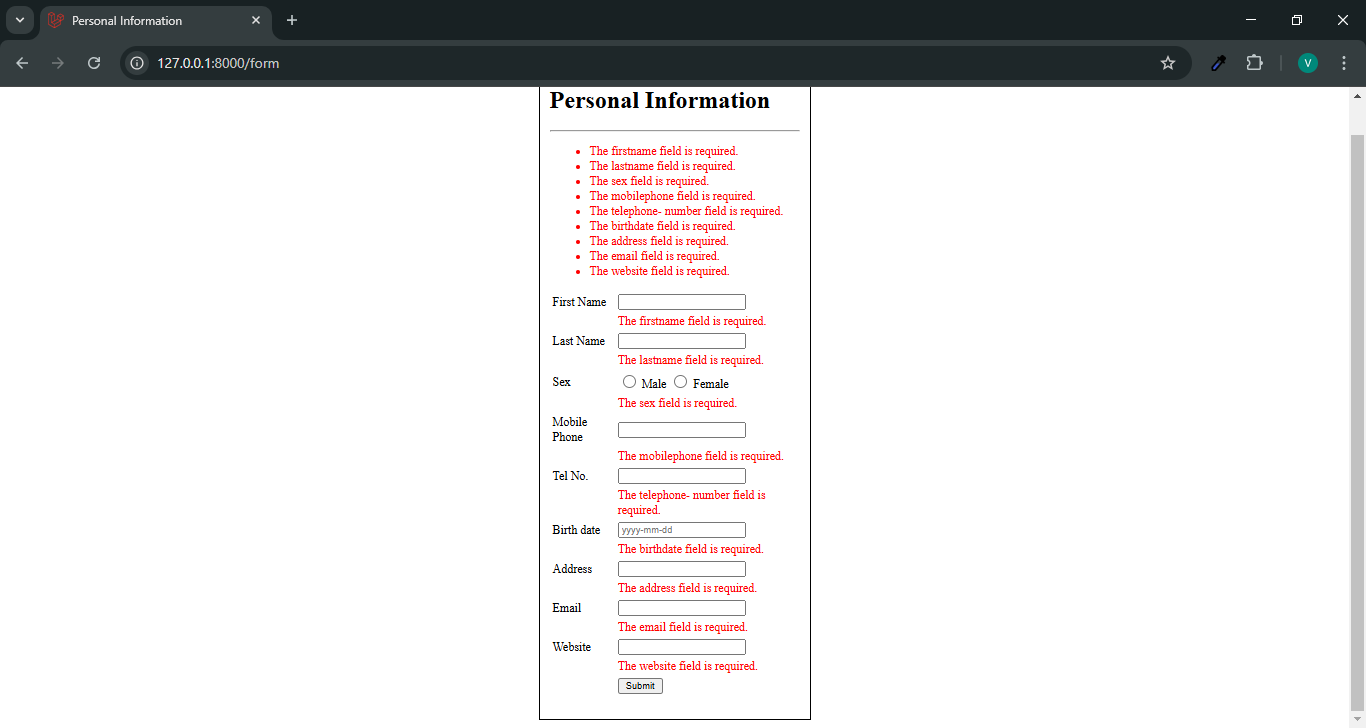 Personal Information
127.0.0.1:8000/form
V
Personal Information
The firstname field is required.
The lastname field is required.
The sex field is required.
The mobilephone field is required.
The telephone- number field is required.
The birthdate field is required.
The address field is required.
The email field is required.
The website field is required.
First Name
The firstname field is required.
Last Name
The lastname field is required.
Sex Male Female
The sex field is required.
Mobile
Phone
The mobilephone field is required.
Tel No.
The telephone- number field is
required.
Birth date yyyy-mm-dd
The birthdate field is required.
Address
The address field is required.
Email
The email field is required.
Website
The website field is required.
Submit